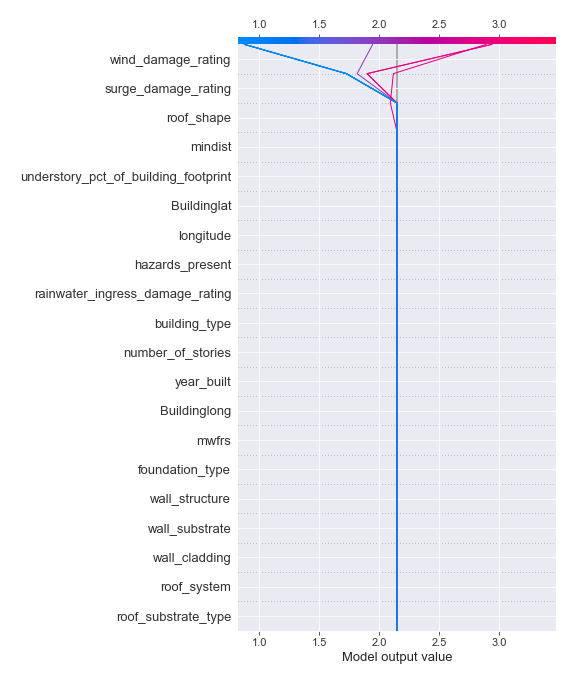 1.0 1.5 2.0 2.5 3.0
wind_damage_rating
surge_damage_rating
roof_shape
mindist
understory_pct_of_building_footprint
Buildinglat
longitude
hazards_present
rainwater_ingress_damage_rating
building_type
number_of_stories
year_built
Buildinglong
mwfrs
foundation_type
wall_structure
wall_substrate
wall_cladding
roof_system
roof_substrate_type
1.0 1.5 2.0 2.5 3.0
Model output value